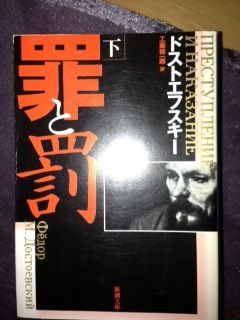 下
罪と罰
ドストエフスキー
工藤精一郎 訳
ПРЕСТУПЛЕНИ
И НАКАЗАНИЕ
Фёдор
М. Достоевский
新潮文庫